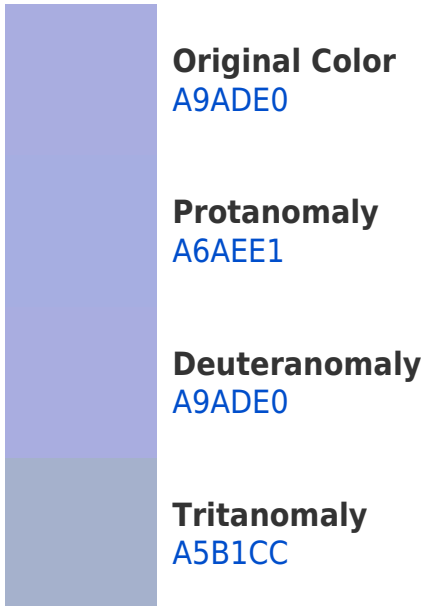 Original Color
A9ADE0
Protanomaly
A6AEE1
Deuteranomaly
A9ADE0
Tritanomaly
A5B1CC